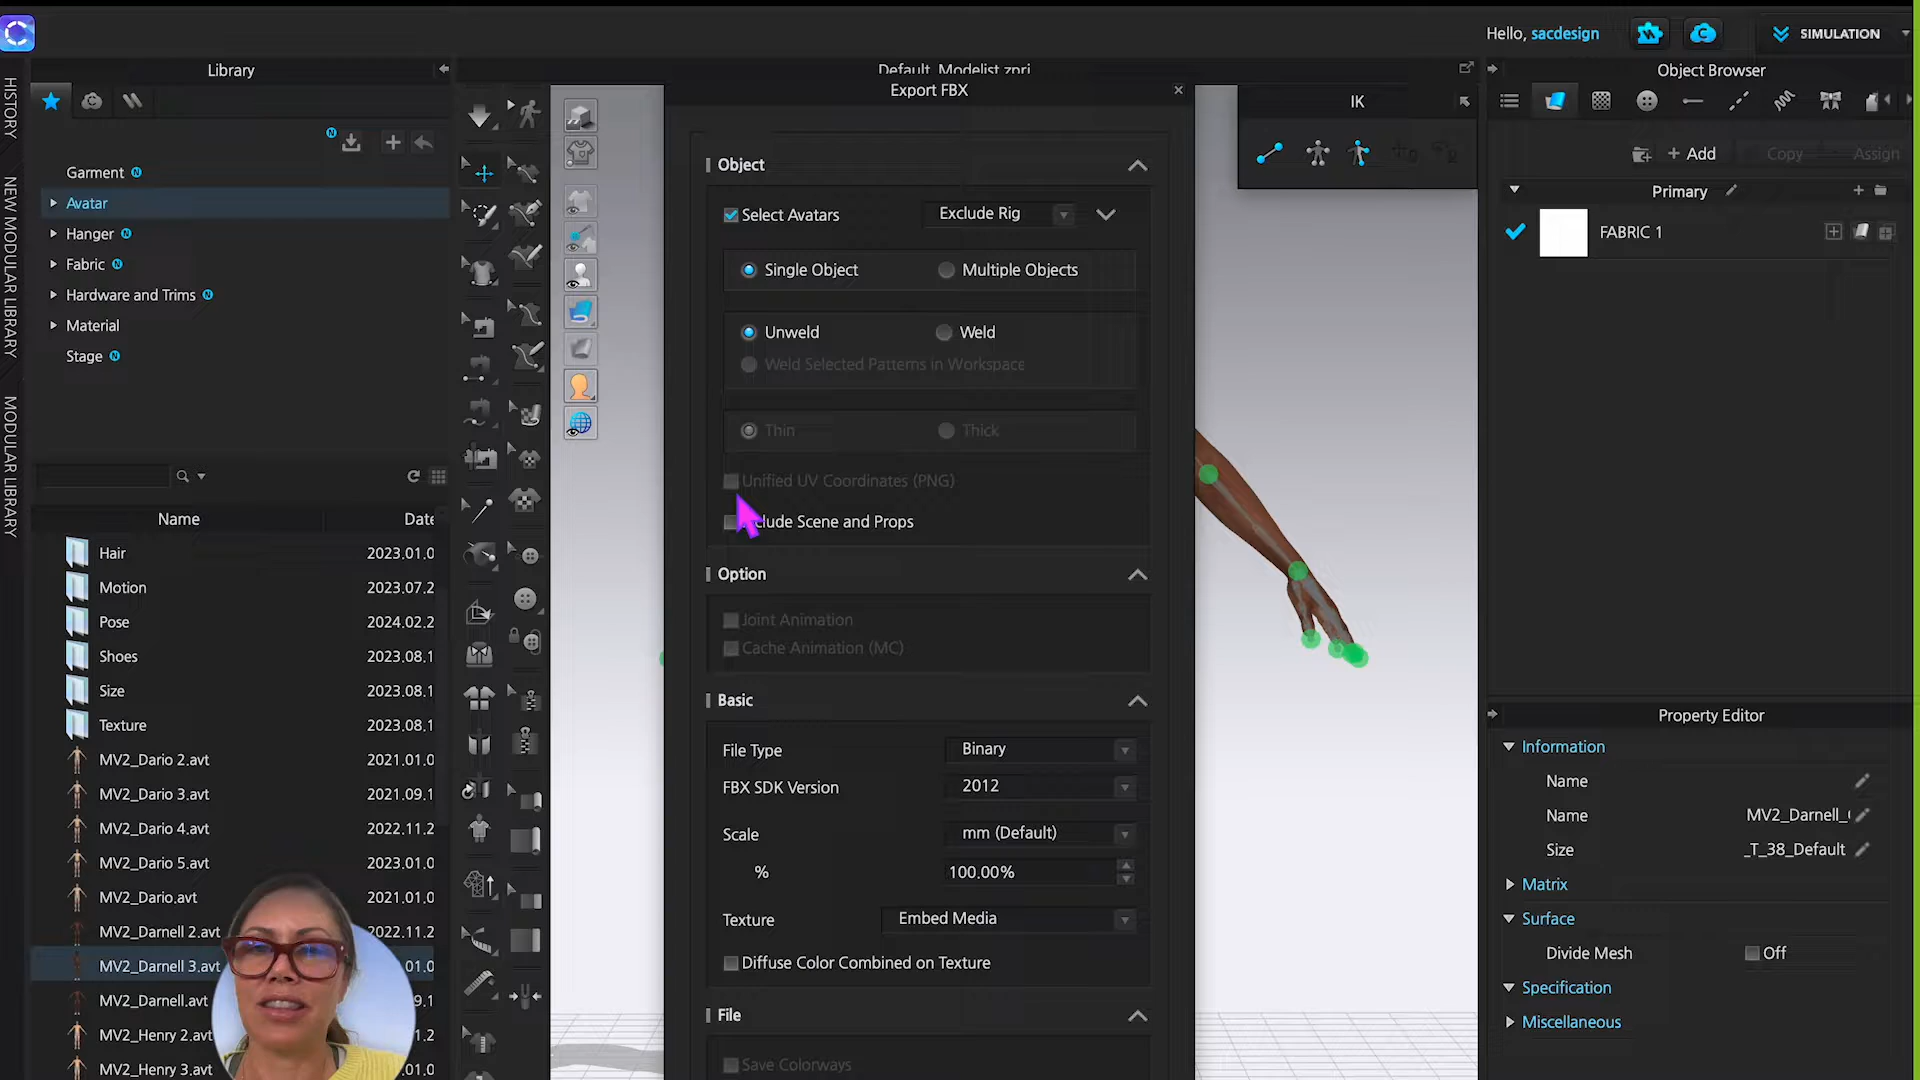 Hello, sacdesign
SIMULATION
HISTORY
NEW MODULAR LIBRARY
MODULAR LIBRARY
Library
Garment N
Avatar
Hanger N
Fabric N
Hardware and Trims N
Material
Stage N
Name Date
Hair 2023.01.0
Motion 2023.07.2
Pose 2024.02.2
Shoes 2023.08.1
Size 2023.08.1
Texture 2023.08.1
MV2_Dario 2.avt 2021.01.0
MV2_Dario 3.avt 2021.09.1
MV2_Dario 4.avt 2022.11.2
MV2_Dario 5.avt 2023.01.0
MV2_Dario.avt 2021.01.0
MV2_Darnell 2.avt 2022.11.2
MV2_Darnell 3.avt .01.0
MV2_Darnell.avt 9.1
MV2_Henry 2.avt 1.2
MV2_Henry 3.avt .01.0
Default_Modelist.zprj
Export FBX
Object
Select Avatars Exclude Rig
Single Object Multiple Objects
Unweld Weld
Weld Selected Patterns in Workspace
Thin Thick
Unified UV Coordinates (PNG)
clude Scene and Props
Option
Joint Animation
Cache Animation (MC)
Basic
File Type Binary
FBX SDK Version 2012
Scale mm (Default)
% 100.00%
Texture Embed Media
Diffuse Color Combined on Texture
File
Save Colorways
IK
Object Browser
+ Add Copy Assign
Primary
FABRIC 1
Property Editor
Information
Name
Name MV2_Darnell_
Size _T_38_Default
Matrix
Surface
Divide Mesh Off
Specification
Miscellaneous